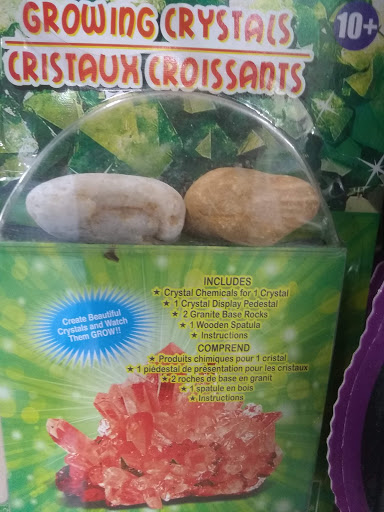 GROWING CRYSTALS
10+
CRISTAUX CROISSANTS
Create Beautiful
Crystals and Watch
Them GROW!!
INCLUDES
★ Crystal Chemicals for 1 Crystal
★ 1 Crystal Display Pedestal
★ 2 Granite Base Rocks
★ 1 Wooden Spatula
★ Instructions
COMPREND
★ Produits chimiques pour 1 cristal
★ 1 piédestal de présentation pour les cristaux
★ 2 roches de base en granit
★ 1 spatule en bois
★ Instructions